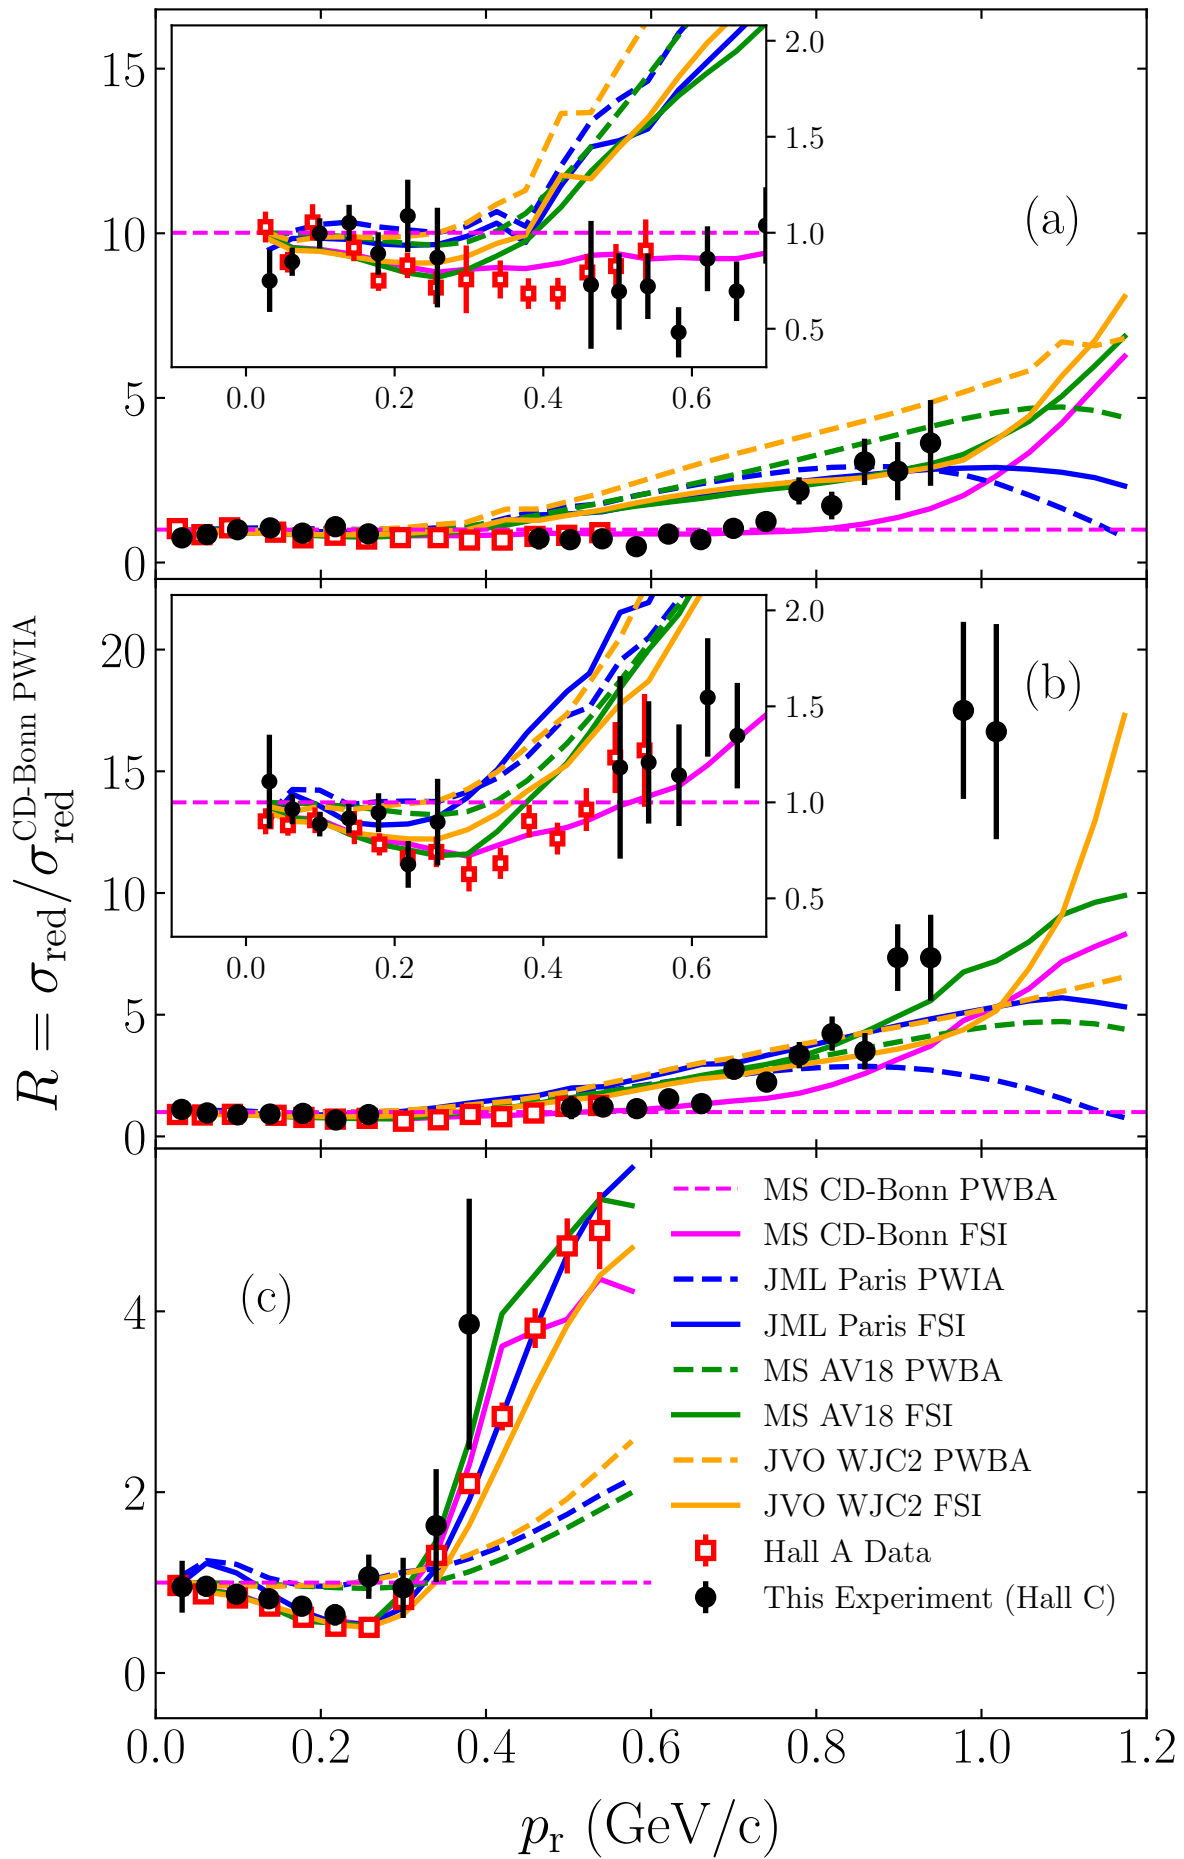 15
10
5
0
2.0
1.5
1.0
0.5
0.0 0.2 0.4 0.6
(a)
20
15
10
5
0
2.0
1.5
1.0
0.5
0.0 0.2 0.4 0.6
(b)
R = σ_red/σ_red^CD-Bonn PWIA
4
2
0
(c)
MS CD-Bonn PWBA
MS CD-Bonn FSI
JML Paris PWIA
JML Paris FSI
MS AV18 PWBA
MS AV18 FSI
JVO WJC2 PWBA
JVO WJC2 FSI
Hall A Data
This Experiment (Hall C)
0.0 0.2 0.4 0.6 0.8 1.0 1.2
p_r (GeV/c)